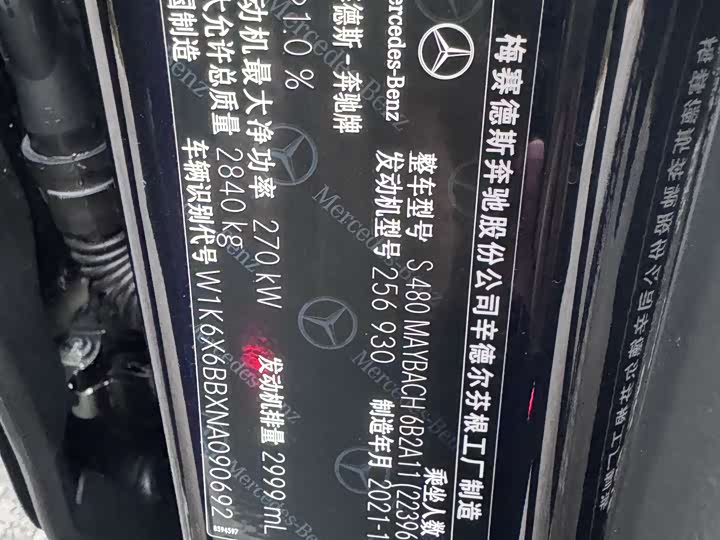 梅赛德斯奔驰股份公司辛德尔芬根工厂制造
Mercedes-Benz
乘坐人数
整车型号 S 480 MAYBACH 6B2A11(22396
发动机型号 256 930
制造年月 2021-1
德斯-奔驰牌
%
动机最大净功率 270 kW
发动机排量 2999 mL
允许总质量 2840 kg
制造
车辆识别代号 W1K6X6BBXNA090692